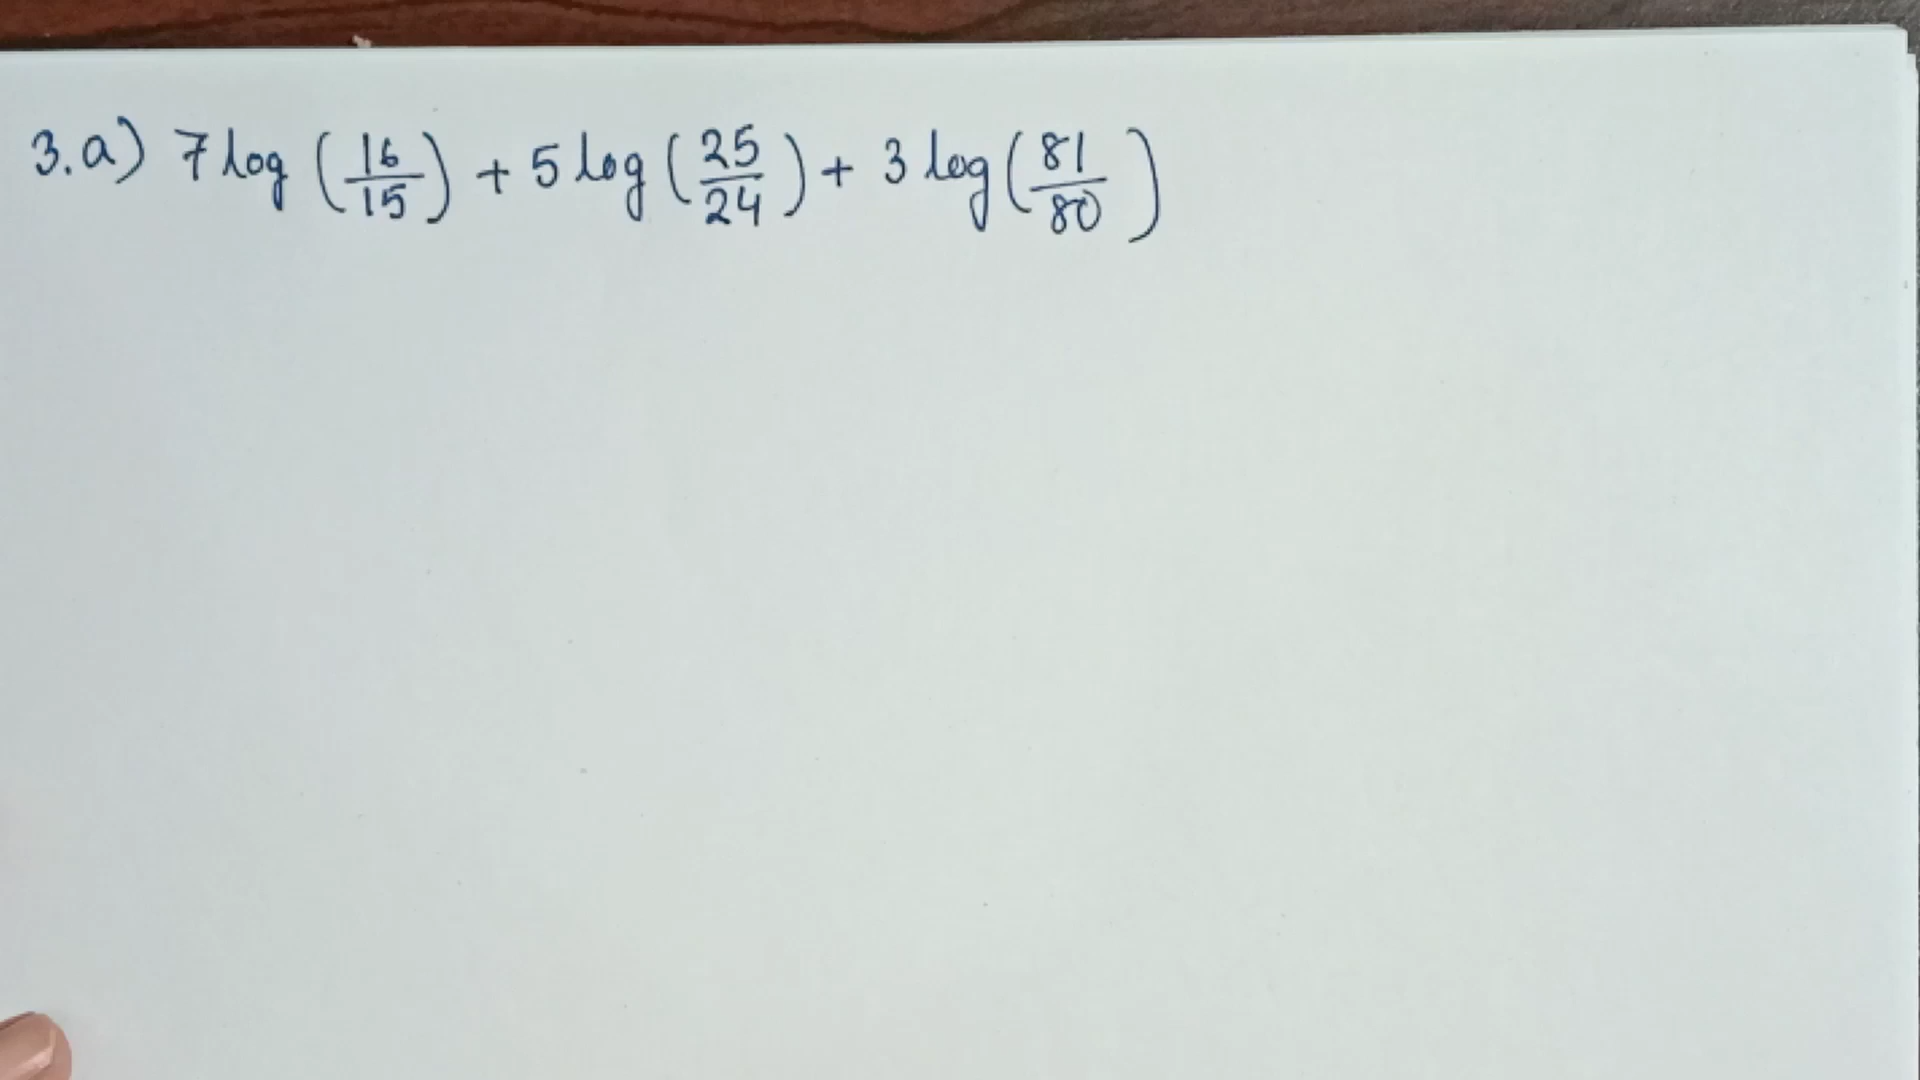 3.a) 7 log (16/15) + 5 log (25/24) + 3 log (81/80)